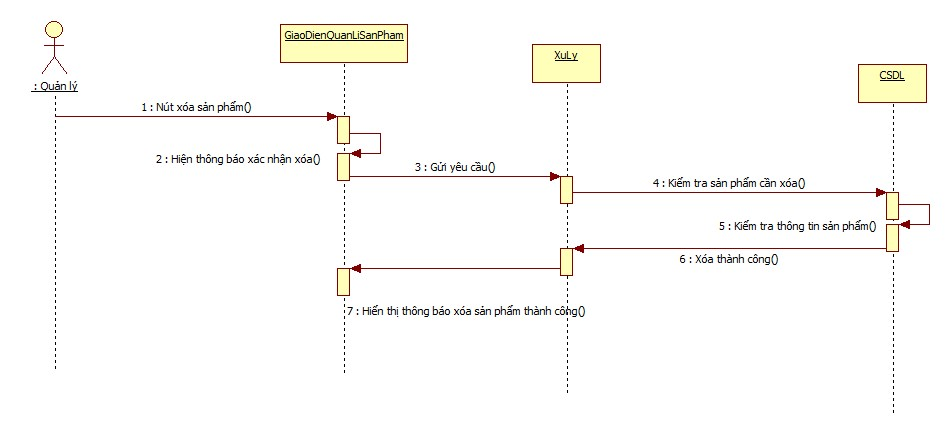 GiaoDienQuanLiSanPham
XuLy
CSDL
: Quản lý
1 : Nút xóa sản phẩm()
2 : Hiện thông báo xác nhận xóa()
3 : Gửi yêu cầu()
4 : Kiểm tra sản phẩm cần xóa()
5 : Kiểm tra thông tin sản phẩm()
6 : Xóa thành công()
7 : Hiển thị thông báo xóa sản phẩm thành công()